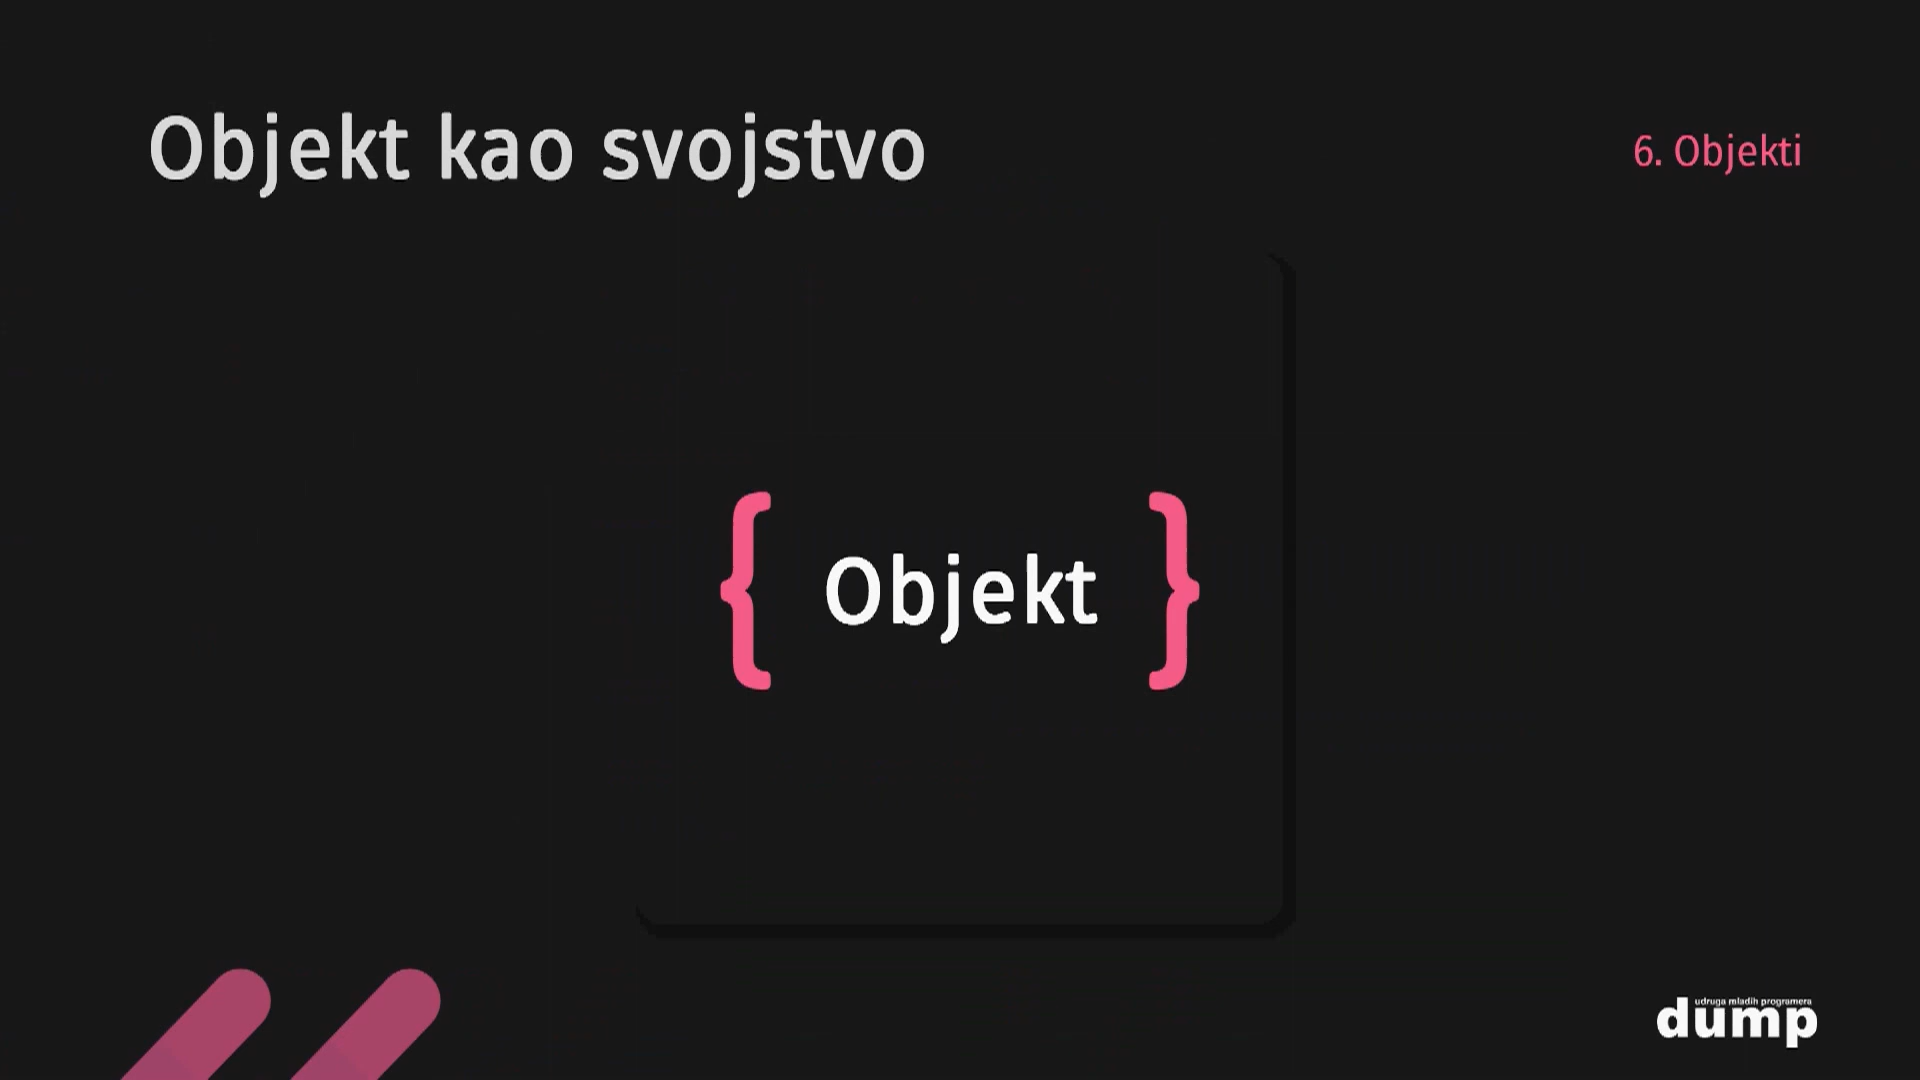 Objekt kao svojstvo
6. Objekti
{ Objekt }
udruga mladih programera
dump